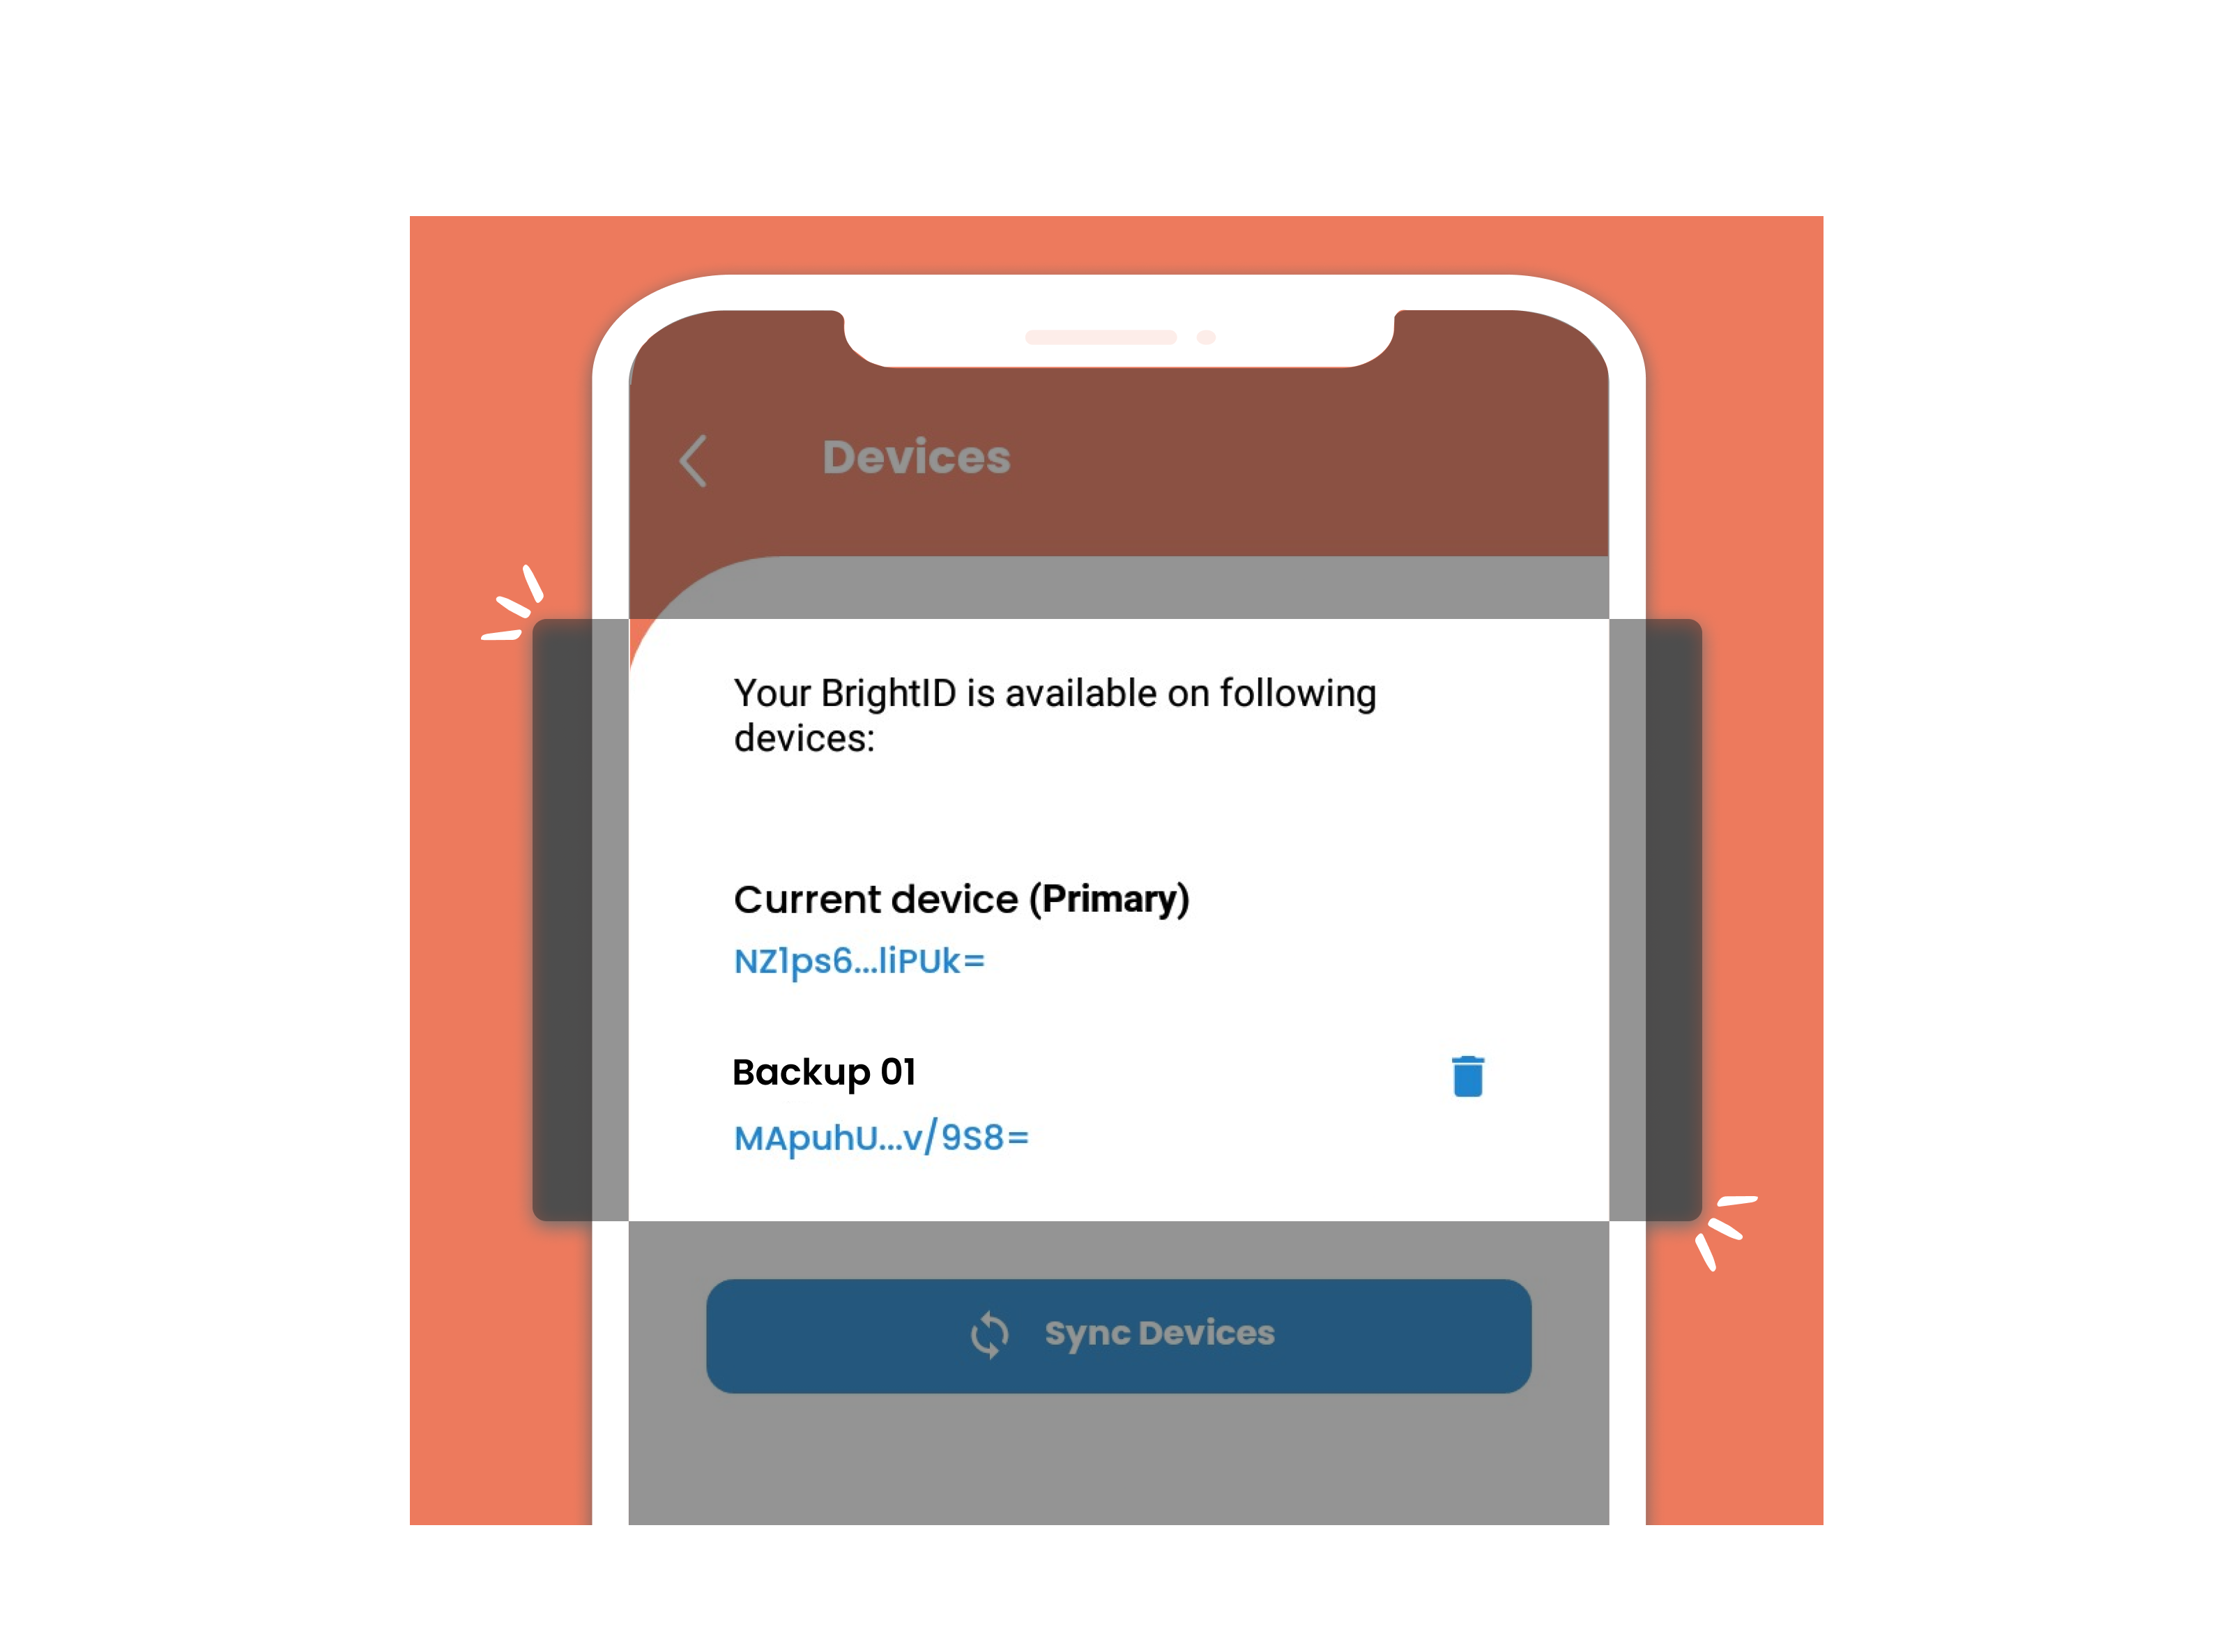 Devices
Your BrightID is available on following
devices:
Current device (Primary)
NZ1ps6...liPUk=
Backup 01
MApuhU...v/9S8=
Sync Devices